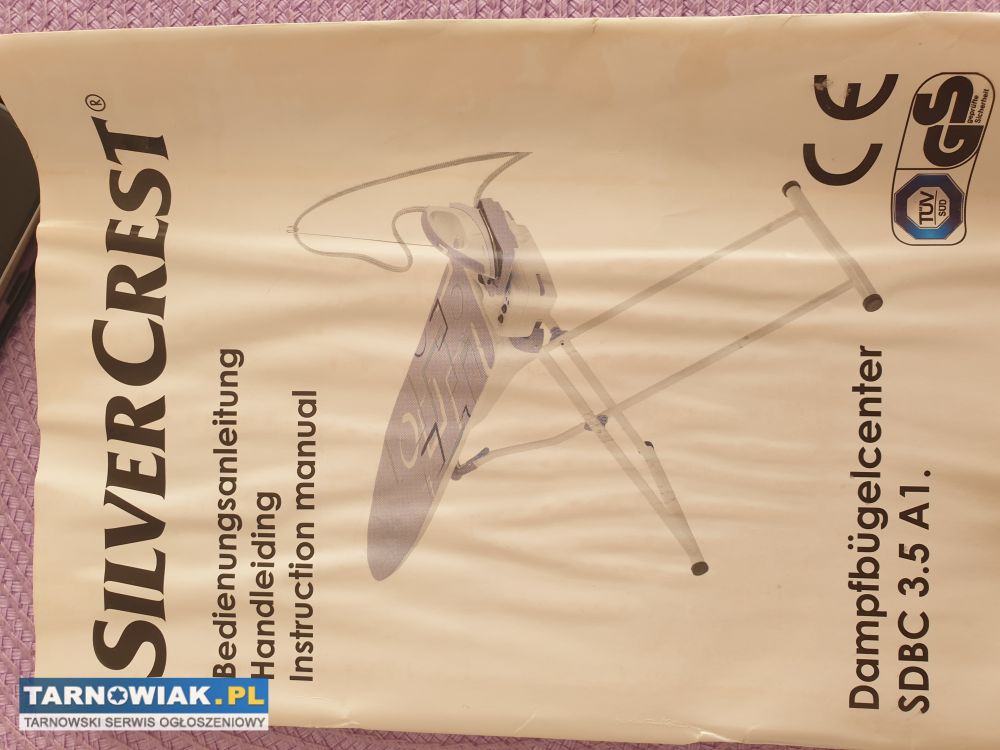 SILVERCREST®
Bedienungsanleitung
Handleiding
Instruction manual
CE
TÜV
SÜD
GS
geprüfte
Sicherheit
Dampfbügelcenter
SDBC 3.5 A1.
TARNOWIAK.PL
TARNOWSKI SERWIS OGŁOSZENIOWY